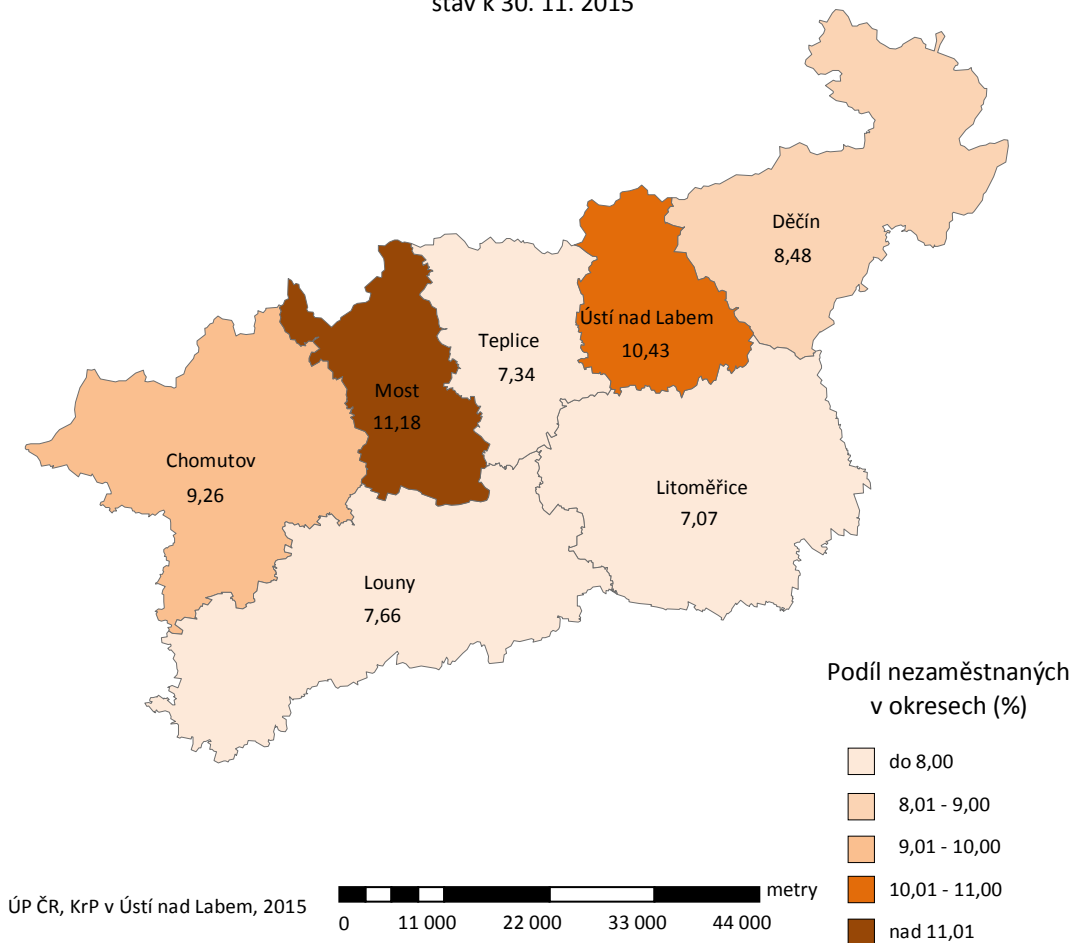 stav k 30. 11. 2015
Děčín
8,48
Ústí nad Labem
10,43
Teplice
7,34
Most
11,18
Chomutov
9,26
Litoměřice
7,07
Louny
7,66
Podíl nezaměstnaných
v okresech (%)
do 8,00
8,01 - 9,00
9,01 - 10,00
10,01 - 11,00
nad 11,01
ÚP ČR, KrP v Ústí nad Labem, 2015
metry
0 11 000 22 000 33 000 44 000